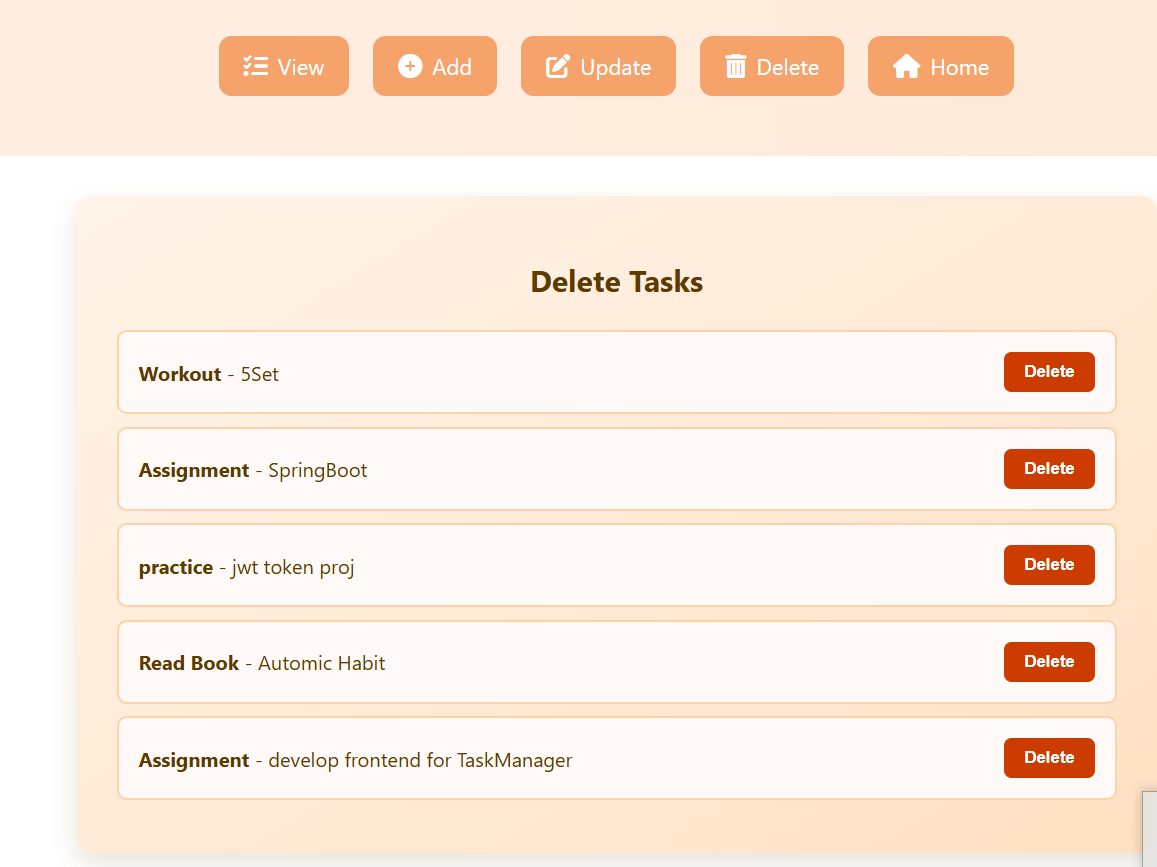 View Add Update Delete Home
Delete Tasks
Workout - 5Set Delete
Assignment - SpringBoot Delete
practice - jwt token proj Delete
Read Book - Automic Habit Delete
Assignment - develop frontend for TaskManager Delete